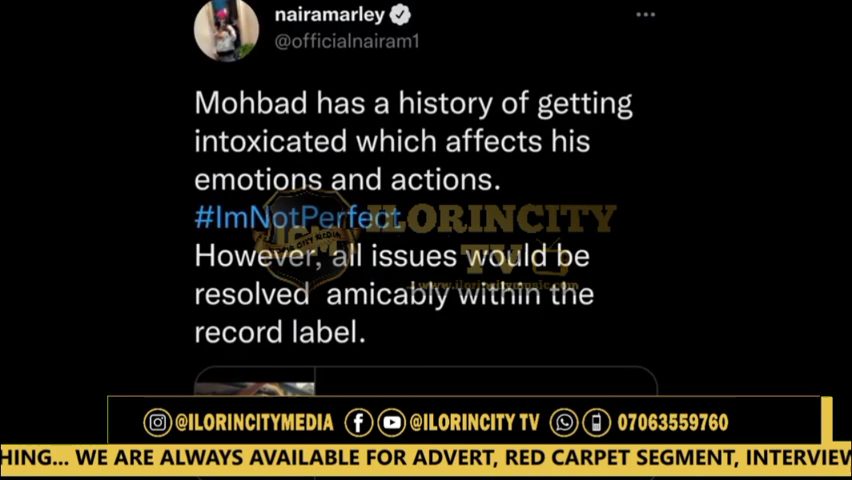 nairamarley
@officialnairam1
Mohbad has a history of getting
intoxicated which affects his
emotions and actions.
#ImNotPerfect
However, all issues would be
resolved amicably within the
record label.
ILORINCITY
TV
@ILORINCITYMEDIA @ILORINCITY TV 07063559760
HING... WE ARE ALWAYS AVAILABLE FOR ADVERT, RED CARPET SEGMENT, INTERVIEW